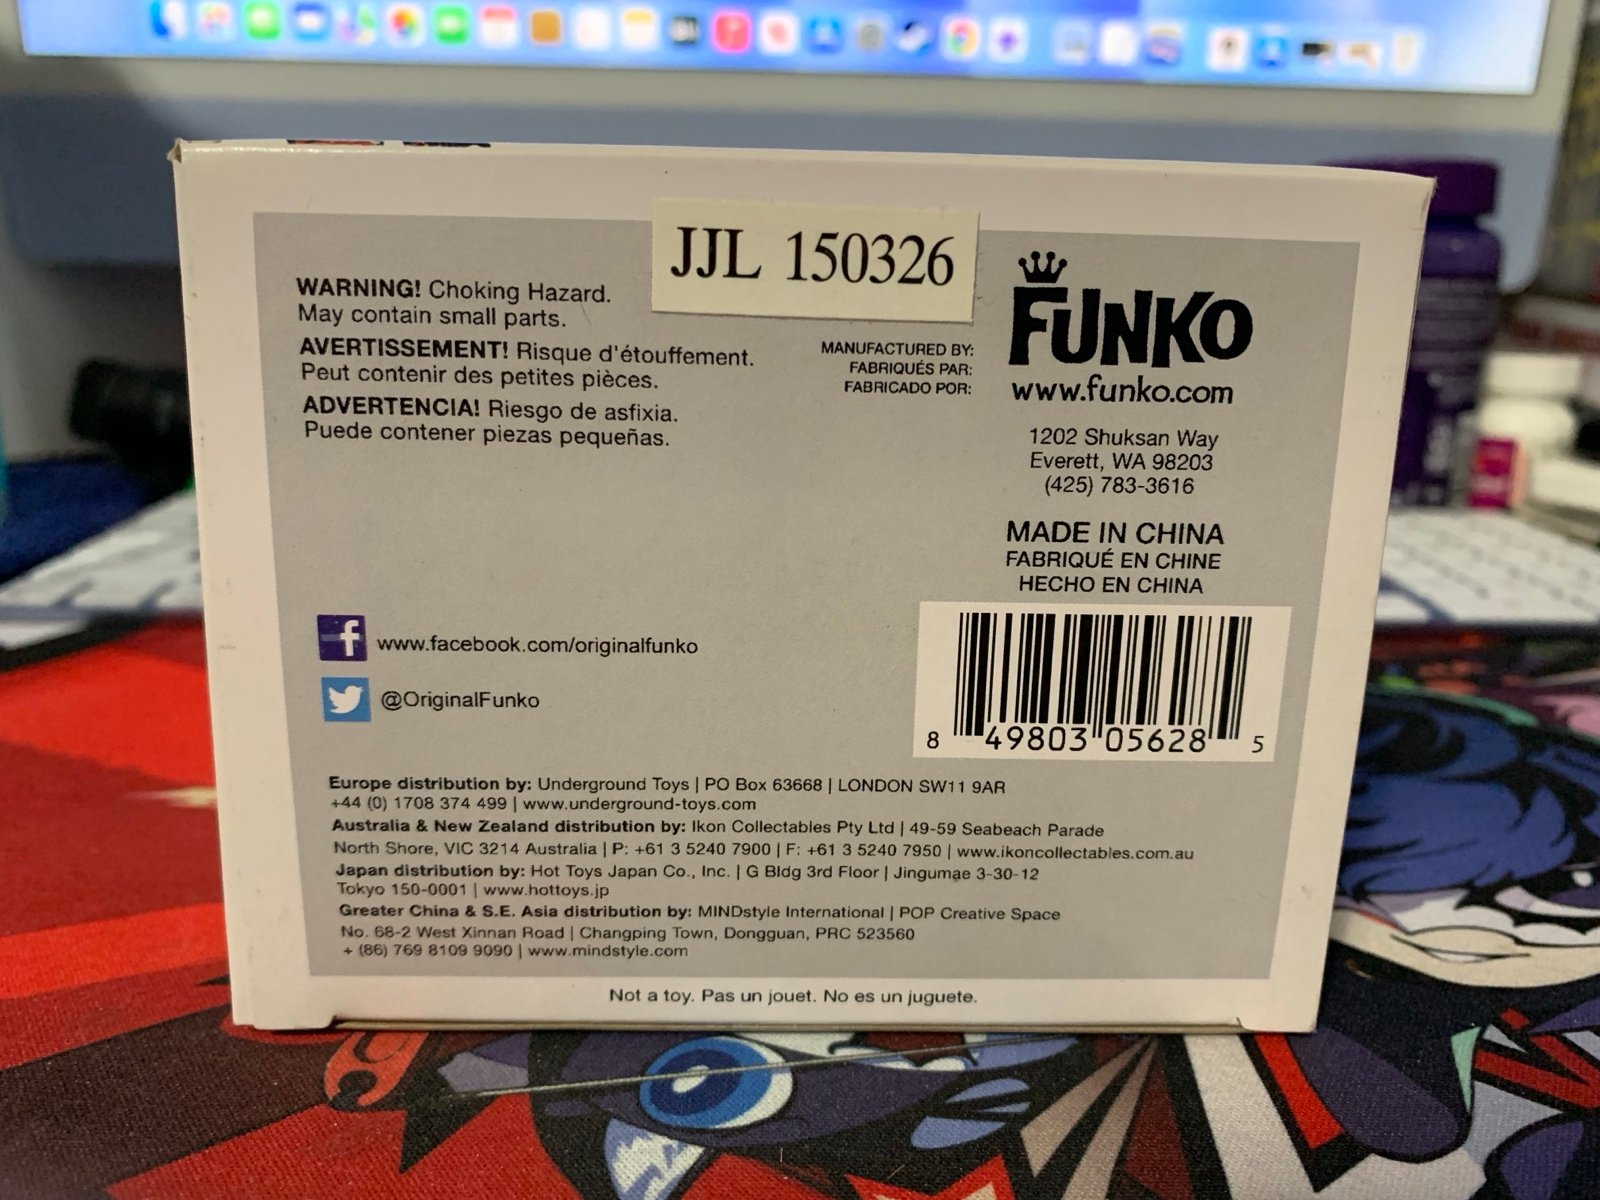 JJL 150326
WARNING! Choking Hazard.
May contain small parts.
AVERTISSEMENT! Risque d'étouffement.
Peut contenir des petites pièces.
ADVERTENCIA! Riesgo de asfixia.
Puede contener piezas pequeñas.
MANUFACTURED BY:
FABRIQUÉS PAR:
FABRICADO POR:
FUNKO
www.funko.com
1202 Shuksan Way
Everett, WA 98203
(425) 783-3616
MADE IN CHINA
FABRIQUÉ EN CHINE
HECHO EN CHINA
f www.facebook.com/originalfunko
@OriginalFunko
8 49803 05628 5
Europe distribution by: Underground Toys | PO Box 63668 | LONDON SW11 9AR
+44 (0) 1708 374 499 | www.underground-toys.com
Australia & New Zealand distribution by: Ikon Collectables Pty Ltd | 49-59 Seabeach Parade
North Shore, VIC 3214 Australia | P: +61 3 5240 7900 | F: +61 3 5240 7950 | www.ikoncollectables.com.au
Japan distribution by: Hot Toys Japan Co., Inc. | G Bldg 3rd Floor | Jingumae 3-30-12
Tokyo 150-0001 | www.hottoys.jp
Greater China & S.E. Asia distribution by: MINDstyle International | POP Creative Space
No. 68-2 West Xinnan Road | Changping Town, Dongguan, PRC 523560
+ (86) 769 8109 9090 | www.mindstyle.com
Not a toy. Pas un jouet. No es un juguete.